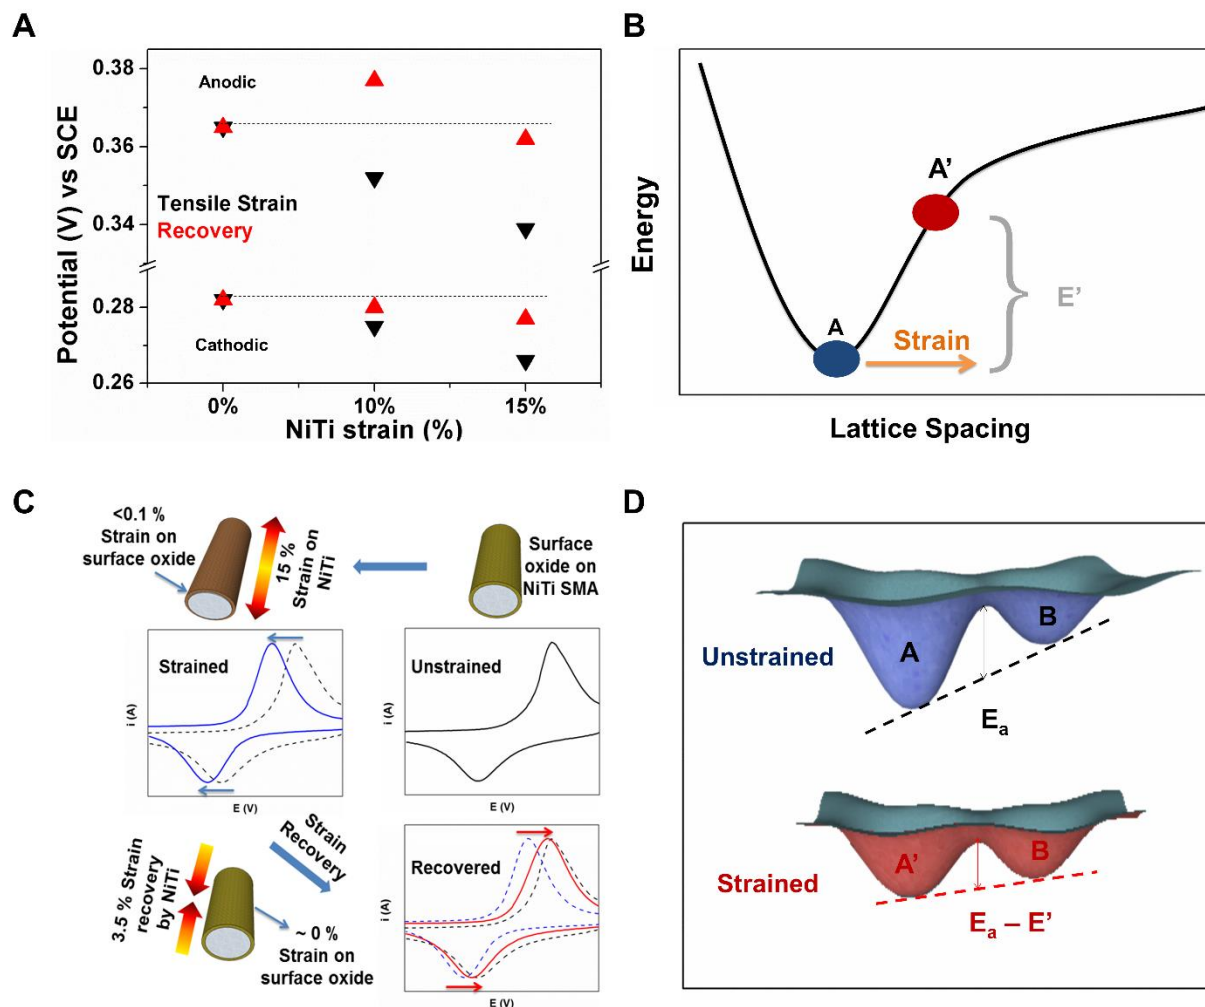 A
Potential (V) vs SCE
0.38
0.36
0.34
0.28
0.26
Anodic
Tensile Strain
Recovery
Cathodic
0%
10%
15%
NiTi strain (%)
B
Energy
A
A’
Strain
E’
Lattice Spacing
C
<0.1 %
Strain on
surface oxide
15 %
Strain on
NiTi
Surface
oxide on
NiTi SMA
Strained
i (A)
E (V)
Unstrained
i (A)
E (V)
3.5 % Strain
recovery
by NiTi
Strain
Recovery
~ 0 %
Strain on
surface oxide
Recovered
i (A)
E (V)
D
Unstrained
A
B
Ea
Strained
A’
B
Ea – E’